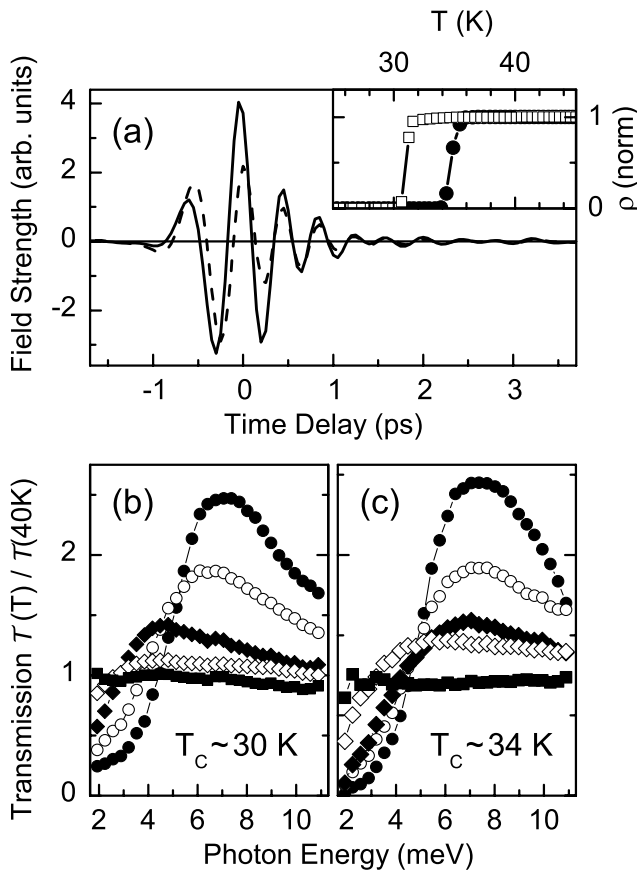 T (K)
31 40
4
2
0
-2
Field Strength (arb. units)
(a)
1
0
ρ (norm)
-1 0 1 2 3
Time Delay (ps)
(b) (c)
2
1
0
Transmission 𝒯(T) / 𝒯(40K)
T_C ~ 30 K T_C ~ 34 K
2 4 6 8 10 2 4 6 8 10
Photon Energy (meV)